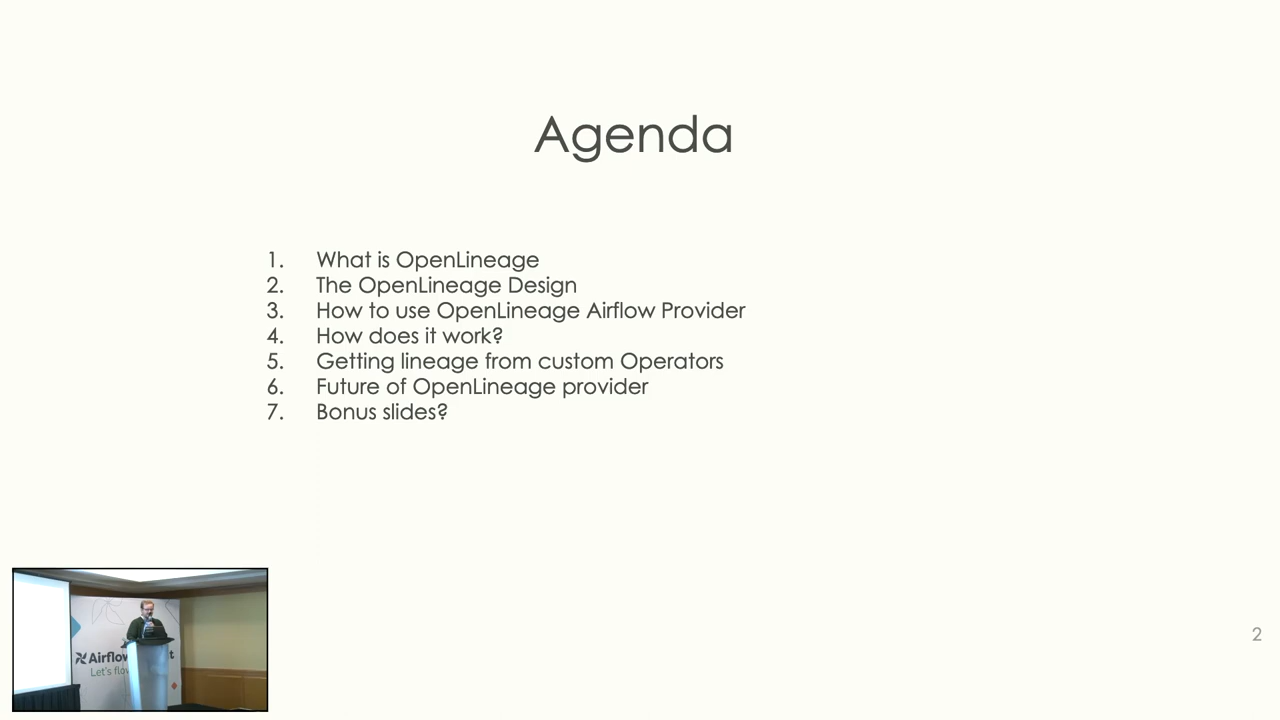 Agenda
1. What is OpenLineage
2. The OpenLineage Design
3. How to use OpenLineage Airflow Provider
4. How does it work?
5. Getting lineage from custom Operators
6. Future of OpenLineage provider
7. Bonus slides?
2
Airflow
Let's flow